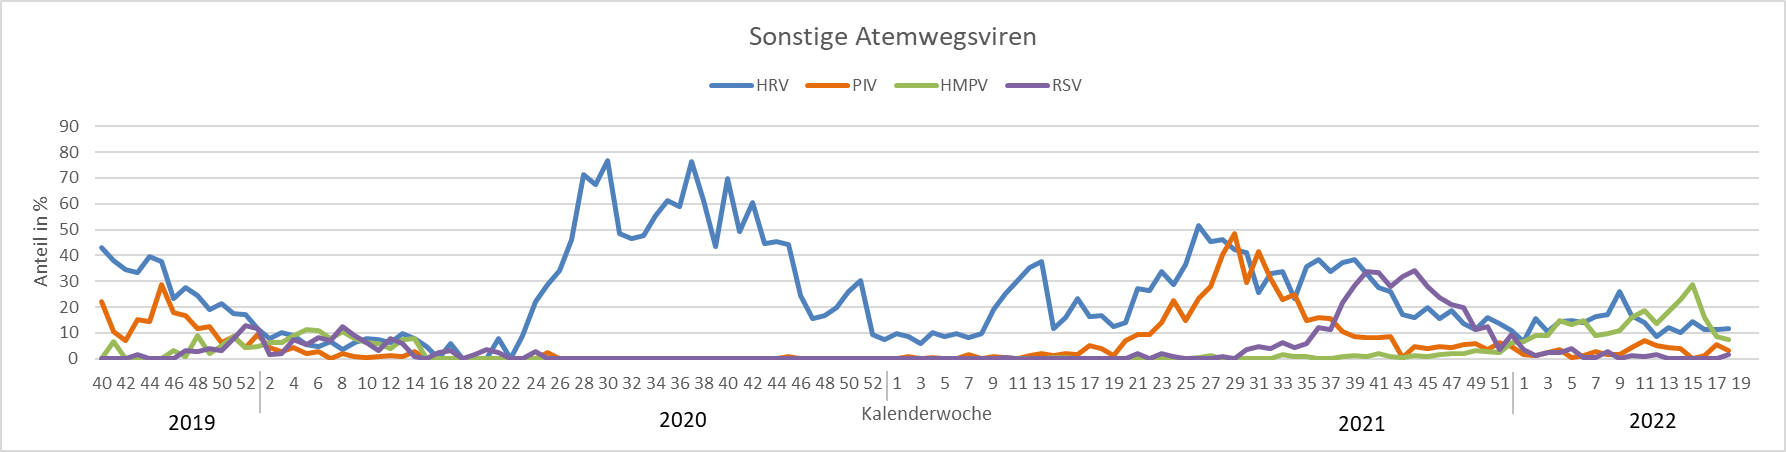 Sonstige Atemwegsviren
HRV PIV HMPV RSV
Anteil in %
90
80
70
60
50
40
30
20
10
0
40 42 44 46 48 50 52 2 4 6 8 10 12 14 16 18 20 22 24 26 28 30 32 34 36 38 40 42 44 46 48 50 52 1 3 5 7 9 11 13 15 17 19 21 23 25 27 29 31 33 35 37 39 41 43 45 47 49 51 1 3 5 7 9 11 13 15 17 19
Kalenderwoche
2019 2020 2021 2022